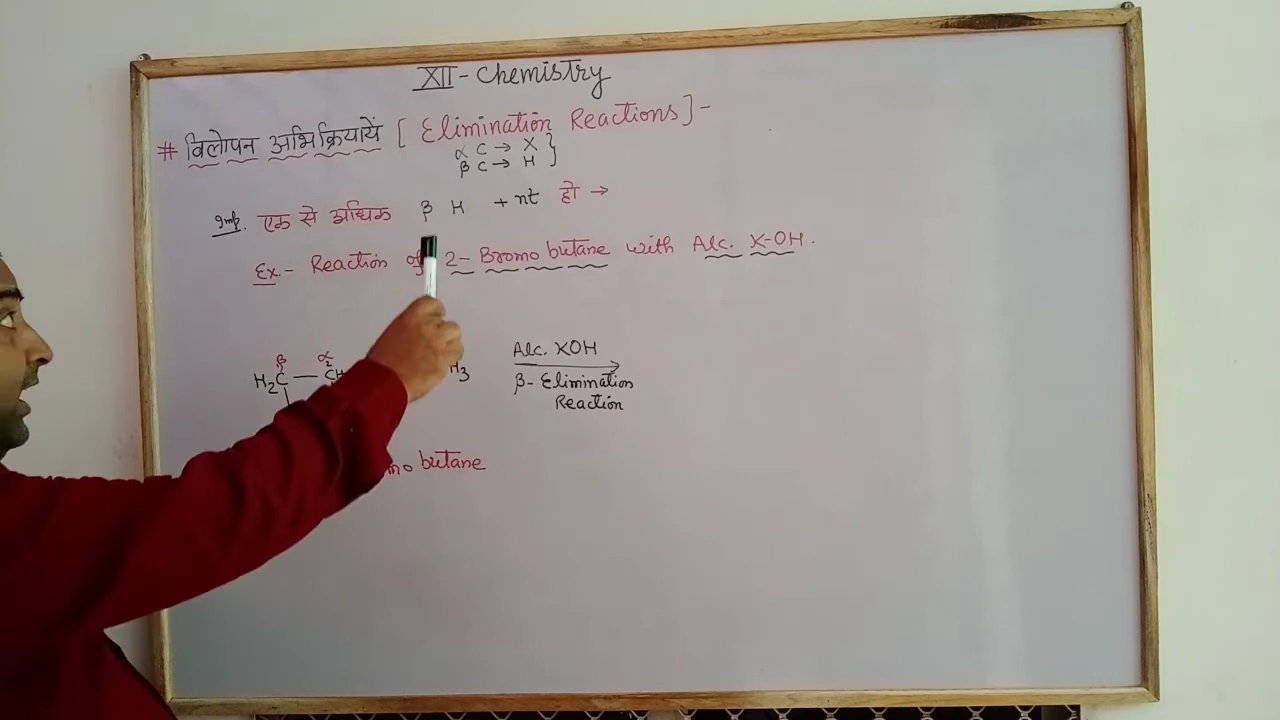 XII - Chemistry
# विलोपन अभिक्रियायें [ Elimination Reactions ] -
α C → X
β C → H }
Imp. एक से अधिक β H +nt हो →
Ex. - Reaction of 2 - Bromo butane with Alc. K-OH.
β α
H2C — CH H3
Alc. KOH
β - Elimination
Reaction
butane